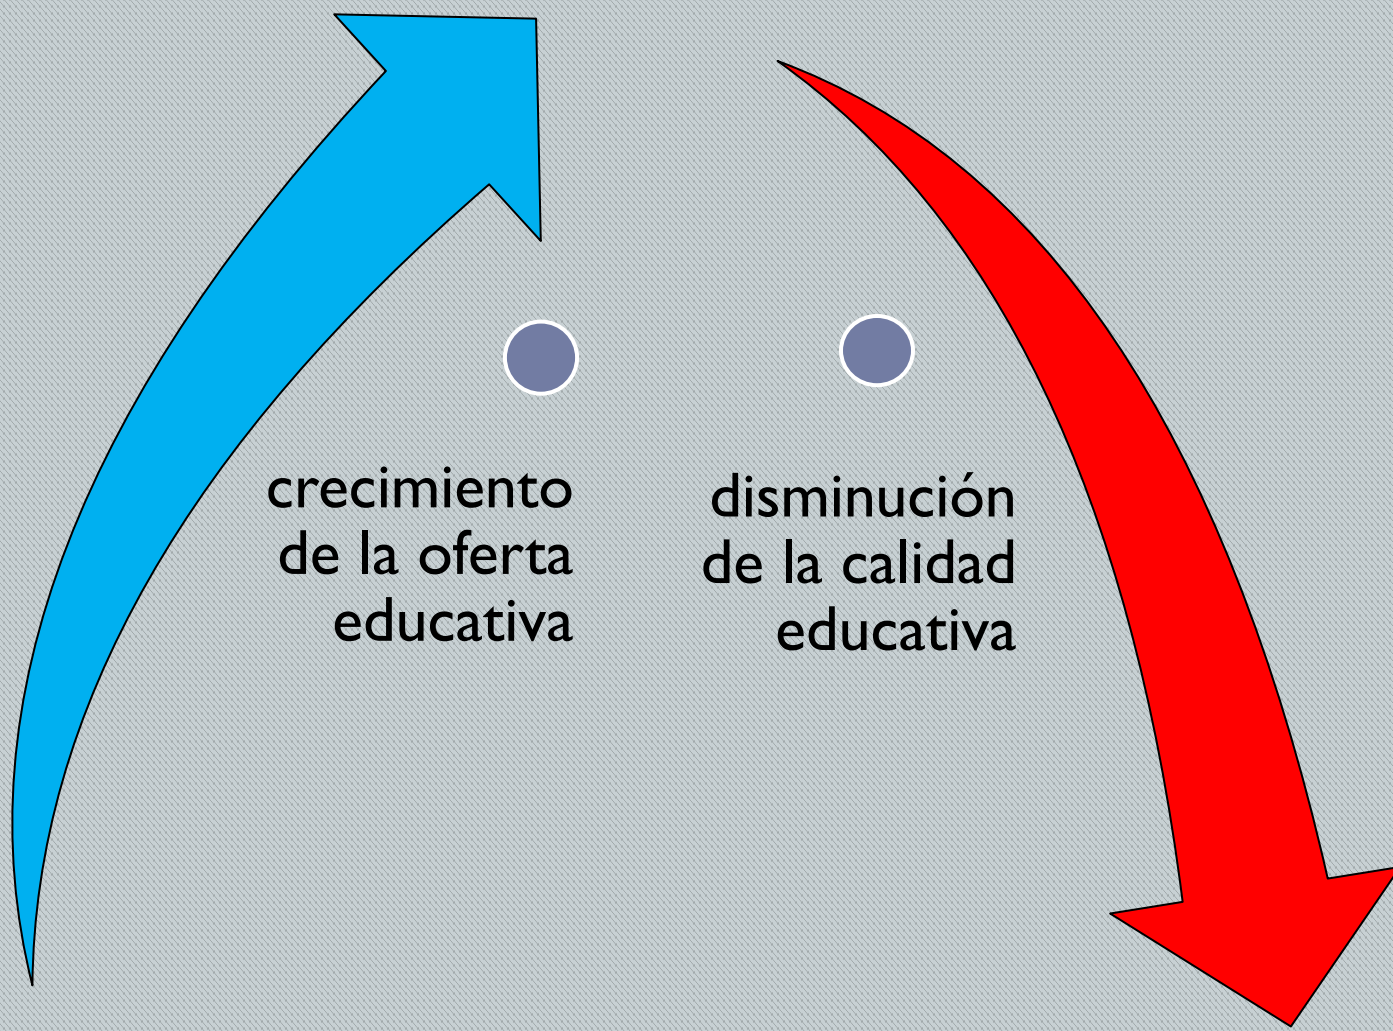 crecimiento
de la oferta
educativa
disminución
de la calidad
educativa